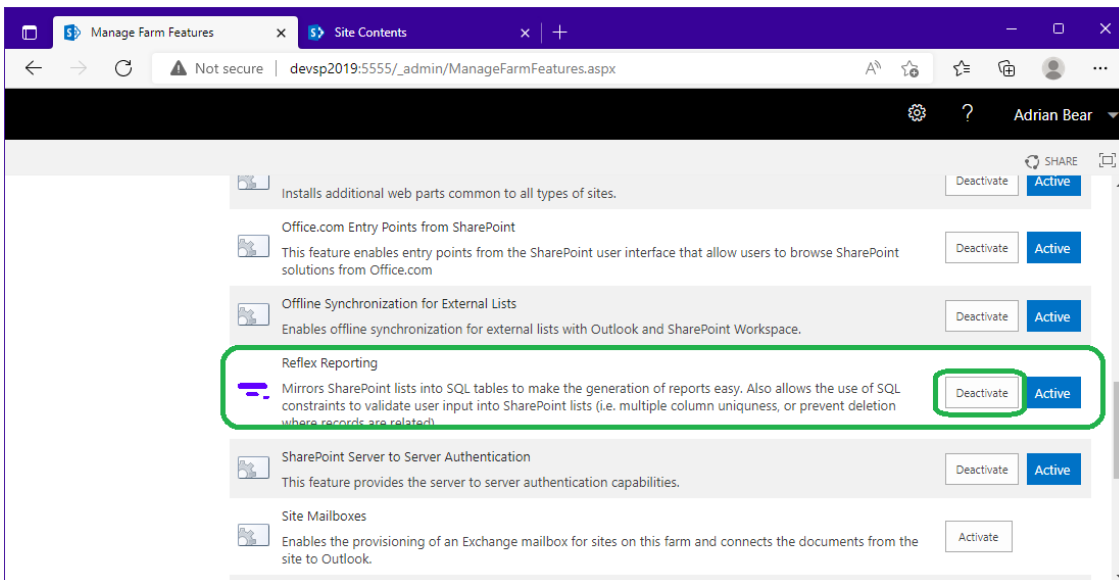 Manage Farm Features
Site Contents
Not secure
devsp2019:5555/_admin/ManageFarmFeatures.aspx
?
Adrian Bear
SHARE
Installs additional web parts common to all types of sites.
Deactivate
Active
Office.com Entry Points from SharePoint
This feature enables entry points from the SharePoint user interface that allow users to browse SharePoint
solutions from Office.com
Deactivate
Active
Offline Synchronization for External Lists
Enables offline synchronization for external lists with Outlook and SharePoint Workspace.
Deactivate
Active
Reflex Reporting
Mirrors SharePoint lists into SQL tables to make the generation of reports easy. Also allows the use of SQL
constraints to validate user input into SharePoint lists (i.e. multiple column uniquness, or prevent deletion
where records are related)
Deactivate
Active
SharePoint Server to Server Authentication
This feature provides the server to server authentication capabilities.
Deactivate
Active
Site Mailboxes
Enables the provisioning of an Exchange mailbox for sites on this farm and connects the documents from the
site to Outlook.
Activate